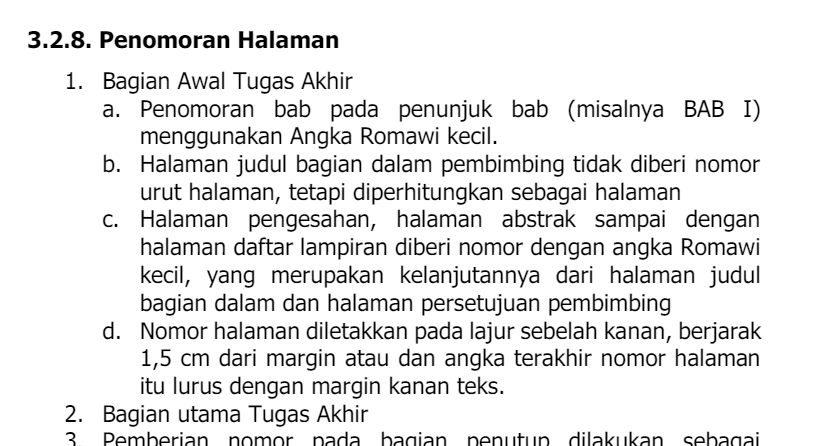 3.2.8. Penomoran Halaman
1. Bagian Awal Tugas Akhir
a. Penomoran bab pada penunjuk bab (misalnya BAB I)
menggunakan Angka Romawi kecil.
b. Halaman judul bagian dalam pembimbing tidak diberi nomor
urut halaman, tetapi diperhitungkan sebagai halaman
c. Halaman pengesahan, halaman abstrak sampai dengan
halaman daftar lampiran diberi nomor dengan angka Romawi
kecil, yang merupakan kelanjutannya dari halaman judul
bagian dalam dan halaman persetujuan pembimbing
d. Nomor halaman diletakkan pada lajur sebelah kanan, berjarak
1,5 cm dari margin atau dan angka terakhir nomor halaman
itu lurus dengan margin kanan teks.
2. Bagian utama Tugas Akhir
3. Pemberian nomor pada bagian penutup dilakukan sebagai